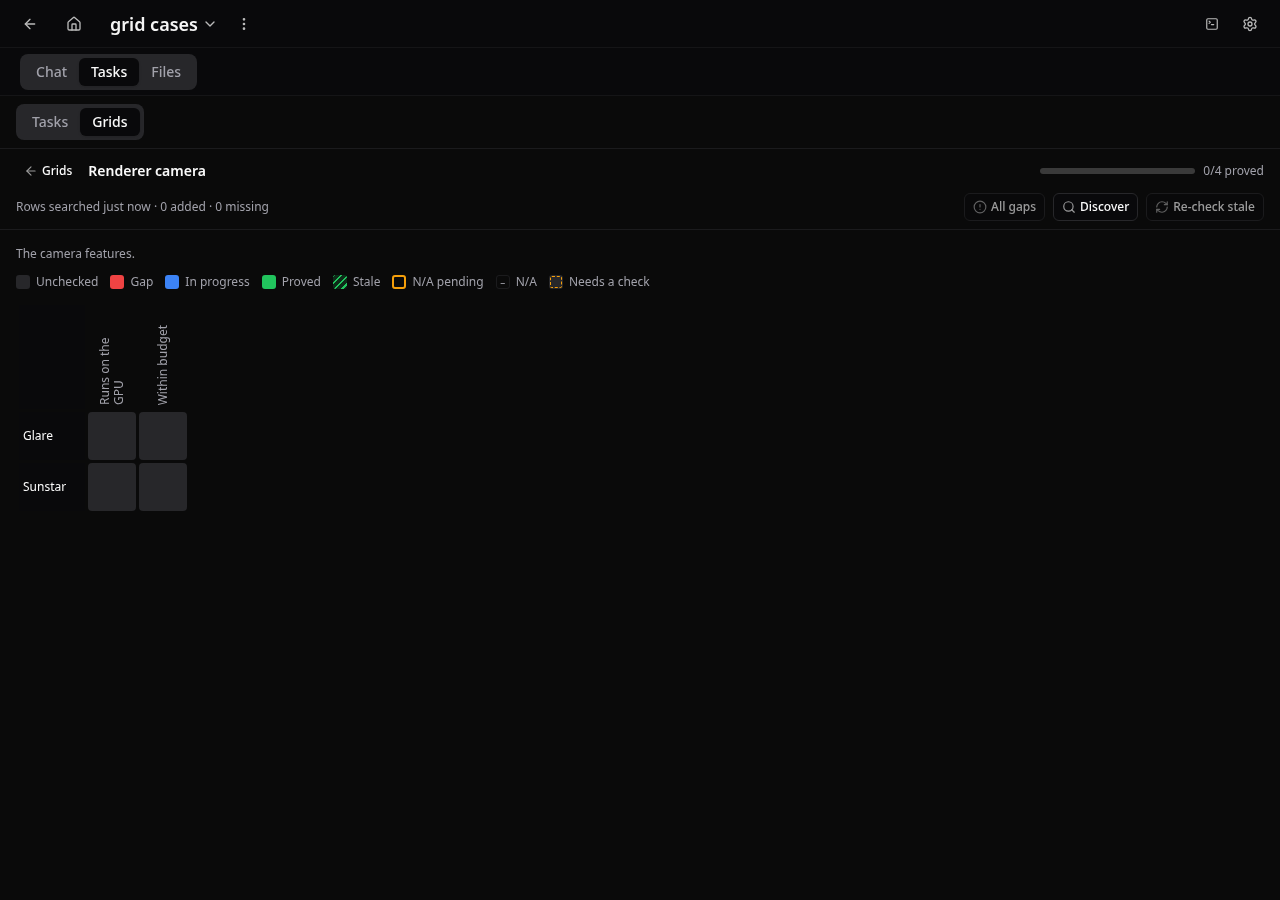 grid cases
Chat Tasks Files
Tasks Grids
Grids Renderer camera 0/4 proved
Rows searched just now · 0 added · 0 missing All gaps Discover Re-check stale
The camera features.
Unchecked Gap In progress Proved Stale N/A pending – N/A Needs a check
Runs on the
GPU
Within budget
Glare
Sunstar